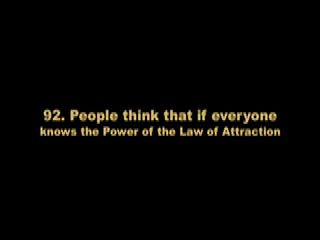 92. People think that if everyone
knows the Power of the Law of Attraction